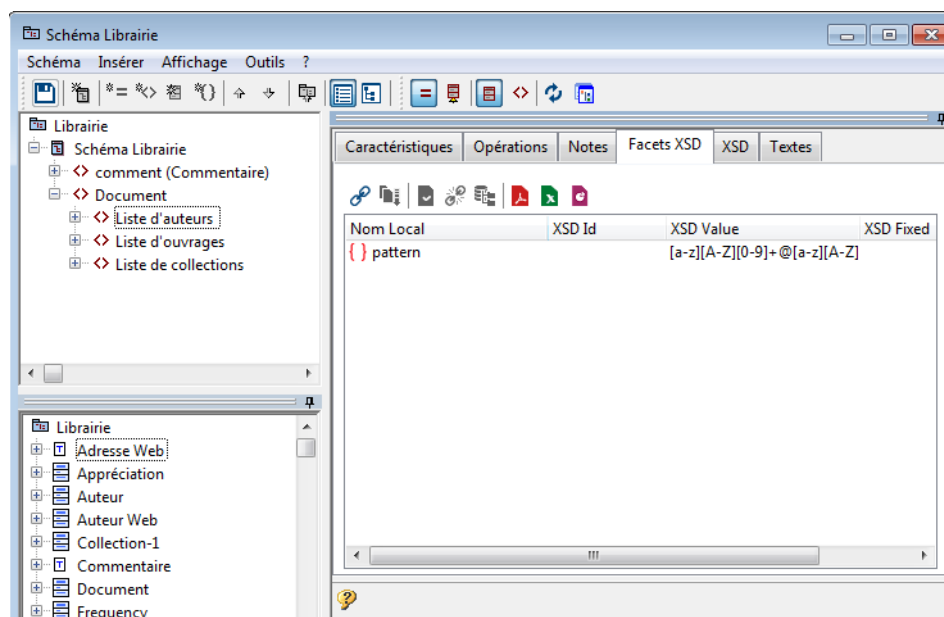 Schéma Librairie
Schéma Insérer Affichage Outils ?
Librairie
Schéma Librairie
comment (Commentaire)
Document
Liste d'auteurs
Liste d'ouvrages
Liste de collections
Librairie
Adresse Web
Appréciation
Auteur
Auteur Web
Collection-1
Commentaire
Document
Frequency
Caractéristiques Opérations Notes Facets XSD XSD Textes
Nom Local XSD Id XSD Value XSD Fixed
pattern [a-z][A-Z][0-9]+@[a-z][A-Z]